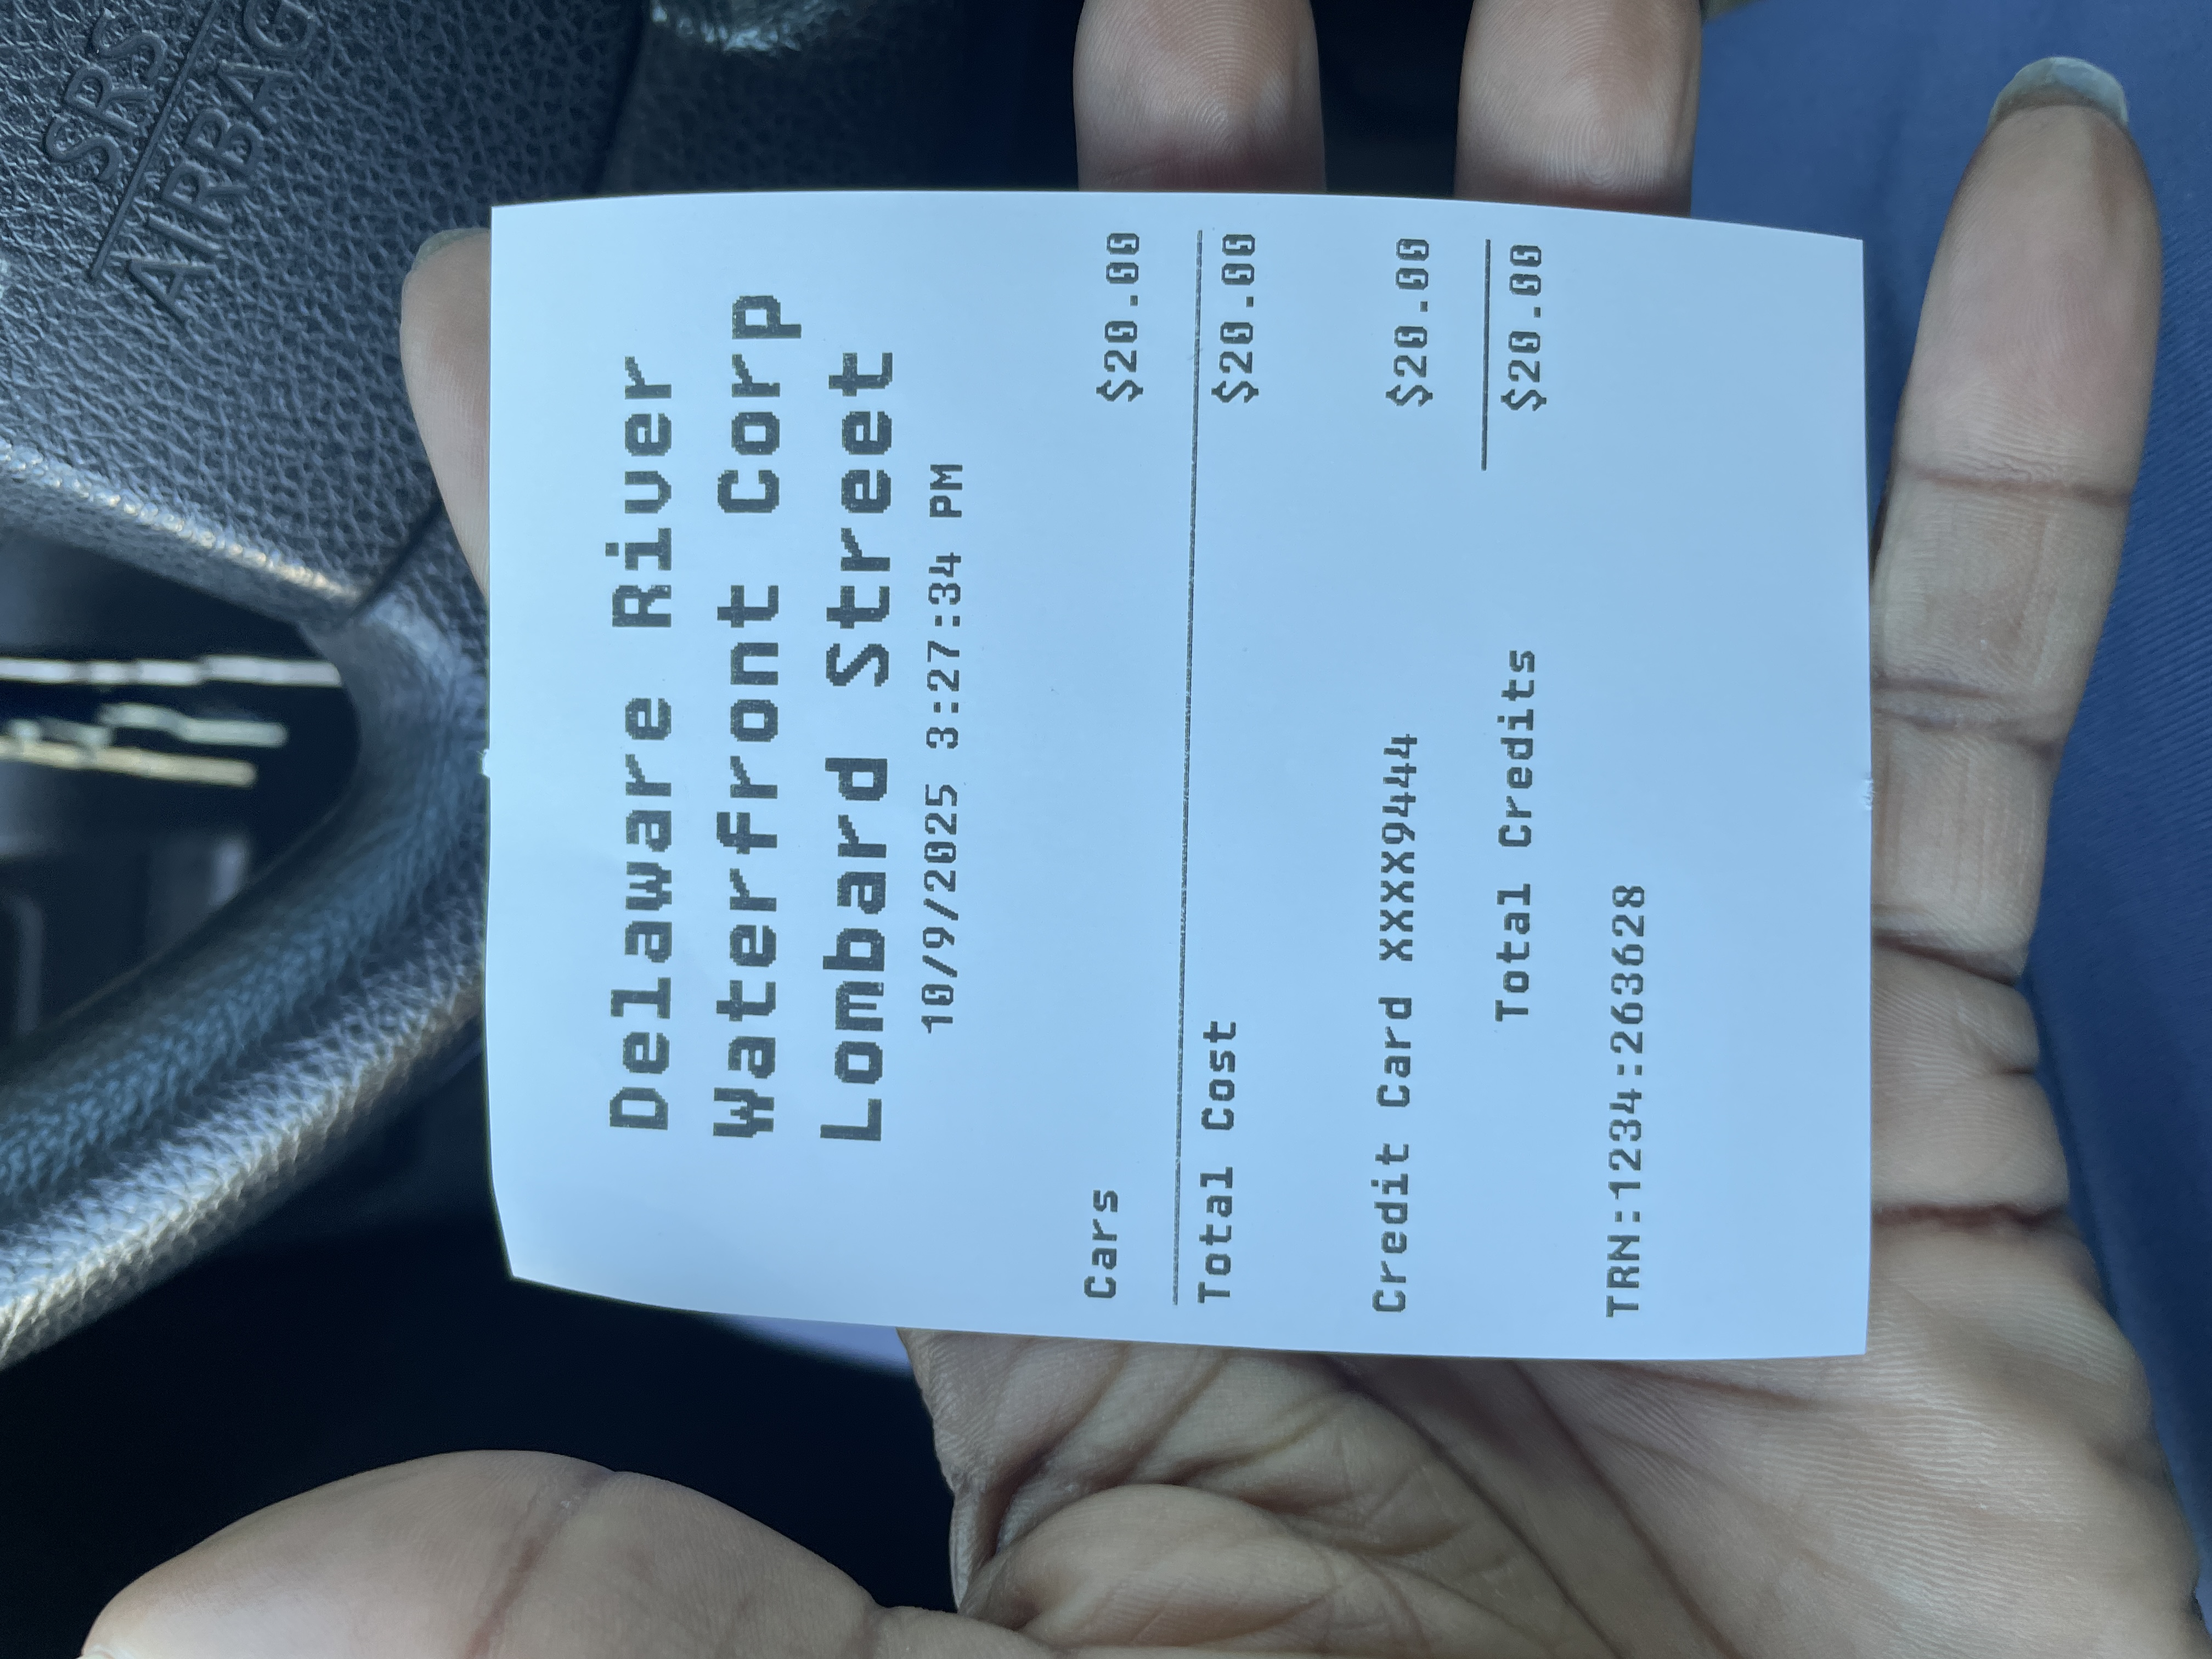 Delaware River
Waterfront Corp
Lombard Street
10/9/2025 3:27:34 PM
Cars $20.00
Total Cost $20.00
Credit Card XXXX9444 $20.00
Total Credits $20.00
TRN:1234:263628
SRS
AIRBAG